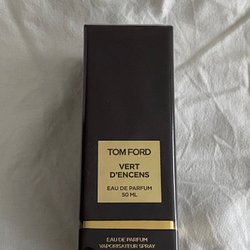 TOM FORD
VERT
D'ENCENS
EAU DE PARFUM
50 ML
EAU DE PARFUM
VAPORISATEUR SPRAY